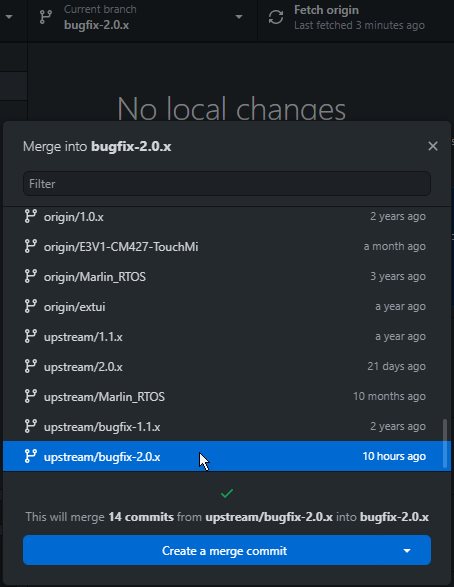 Current branch
bugfix-2.0.x
Fetch origin
Last fetched 3 minutes ago
No local changes
Merge into bugfix-2.0.x
Filter
origin/1.0.x 2 years ago
origin/E3V1-CM427-TouchMi a month ago
origin/Marlin_RTOS 3 years ago
origin/extui a year ago
upstream/1.1.x a year ago
upstream/2.0.x 21 days ago
upstream/Marlin_RTOS 10 months ago
upstream/bugfix-1.1.x 2 years ago
upstream/bugfix-2.0.x 10 hours ago
This will merge 14 commits from upstream/bugfix-2.0.x into bugfix-2.0.x
Create a merge commit